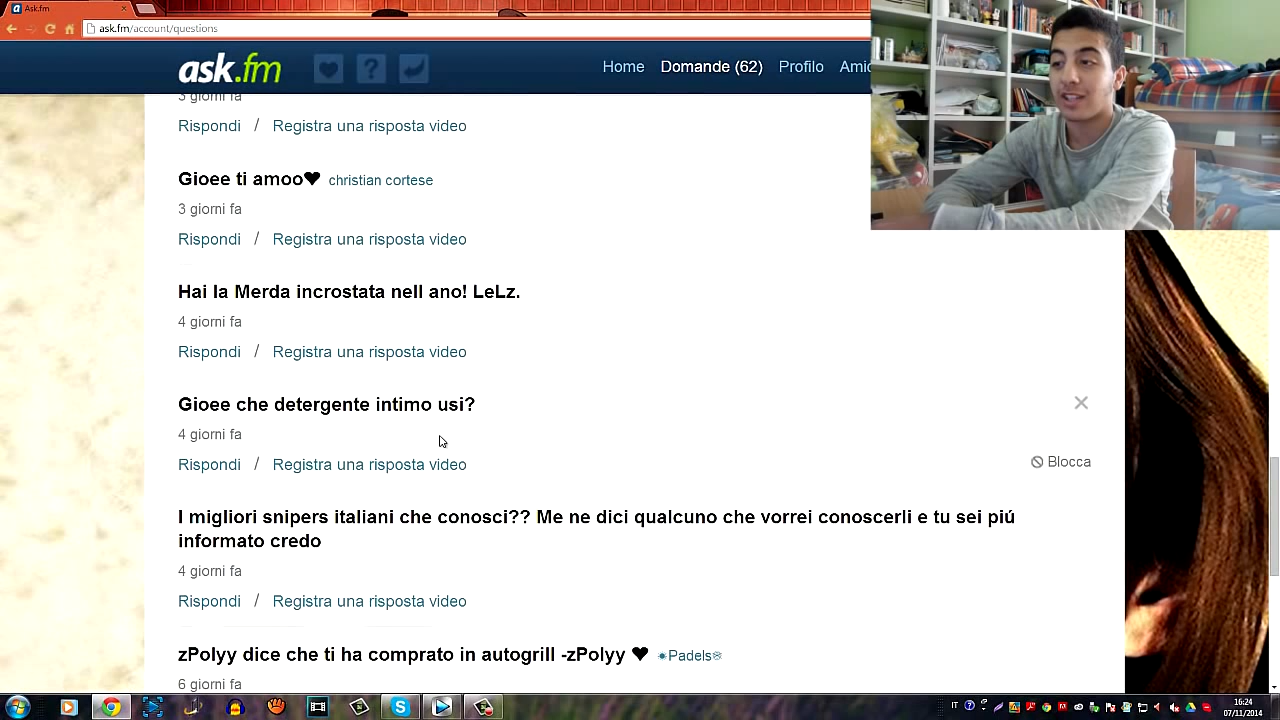 Ask.fm
ask.fm/account/questions
ask.fm
Home Domande (62) Profilo Amic
3 giorni fa
Rispondi / Registra una risposta video
Gioee ti amoo♥ christian cortese
3 giorni fa
Rispondi / Registra una risposta video
Hai la Merda incrostata nell ano! LeLz.
4 giorni fa
Rispondi / Registra una risposta video
Gioee che detergente intimo usi?
4 giorni fa
Rispondi / Registra una risposta video
Blocca
I migliori snipers italiani che conosci?? Me ne dici qualcuno che vorrei conoscerli e tu sei piú
informato credo
4 giorni fa
Rispondi / Registra una risposta video
zPolyy dice che ti ha comprato in autogrill -zPolyy ♥ ☀Padels❄
6 giorni fa
IT
16:24
07/11/2014